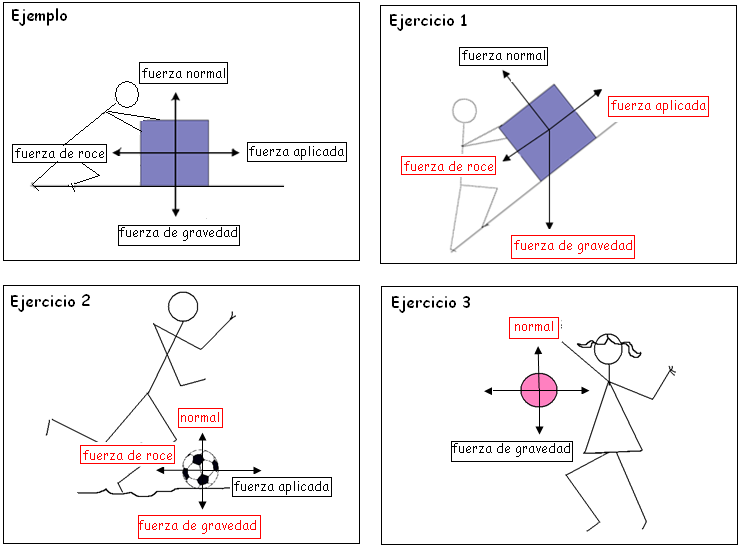 Ejemplo
fuerza normal
fuerza de roce
fuerza aplicada
fuerza de gravedad
Ejercicio 1
fuerza normal
fuerza aplicada
fuerza de roce
fuerza de gravedad
Ejercicio 2
normal
fuerza de roce
fuerza aplicada
fuerza de gravedad
Ejercicio 3
normal
fuerza de gravedad